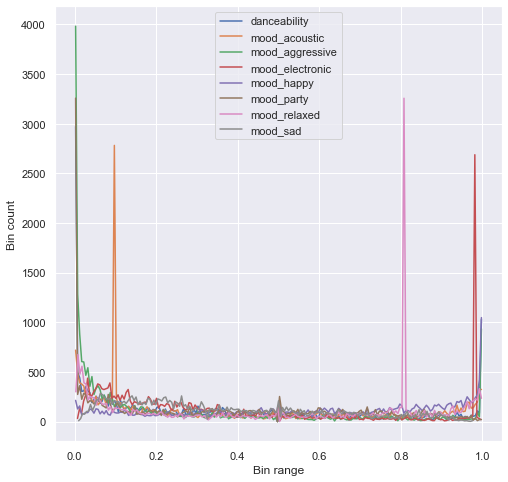 danceability
mood_acoustic
mood_aggressive
mood_electronic
mood_happy
mood_party
mood_relaxed
mood_sad
4000
3500
3000
2500
2000
1500
1000
500
0
Bin count
0.0 0.2 0.4 0.6 0.8 1.0
Bin range